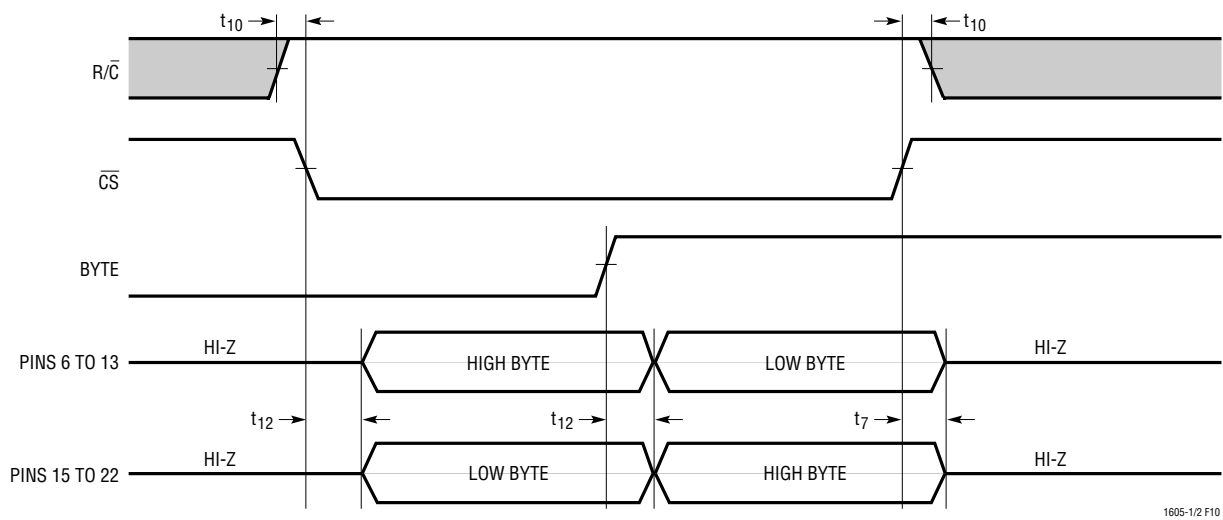 t10 t10
R/C̅
C̅S̅
BYTE
PINS 6 TO 13 HI-Z HIGH BYTE LOW BYTE HI-Z
t12 t12 t7
PINS 15 TO 22 HI-Z LOW BYTE HIGH BYTE HI-Z
1605-1/2 F10